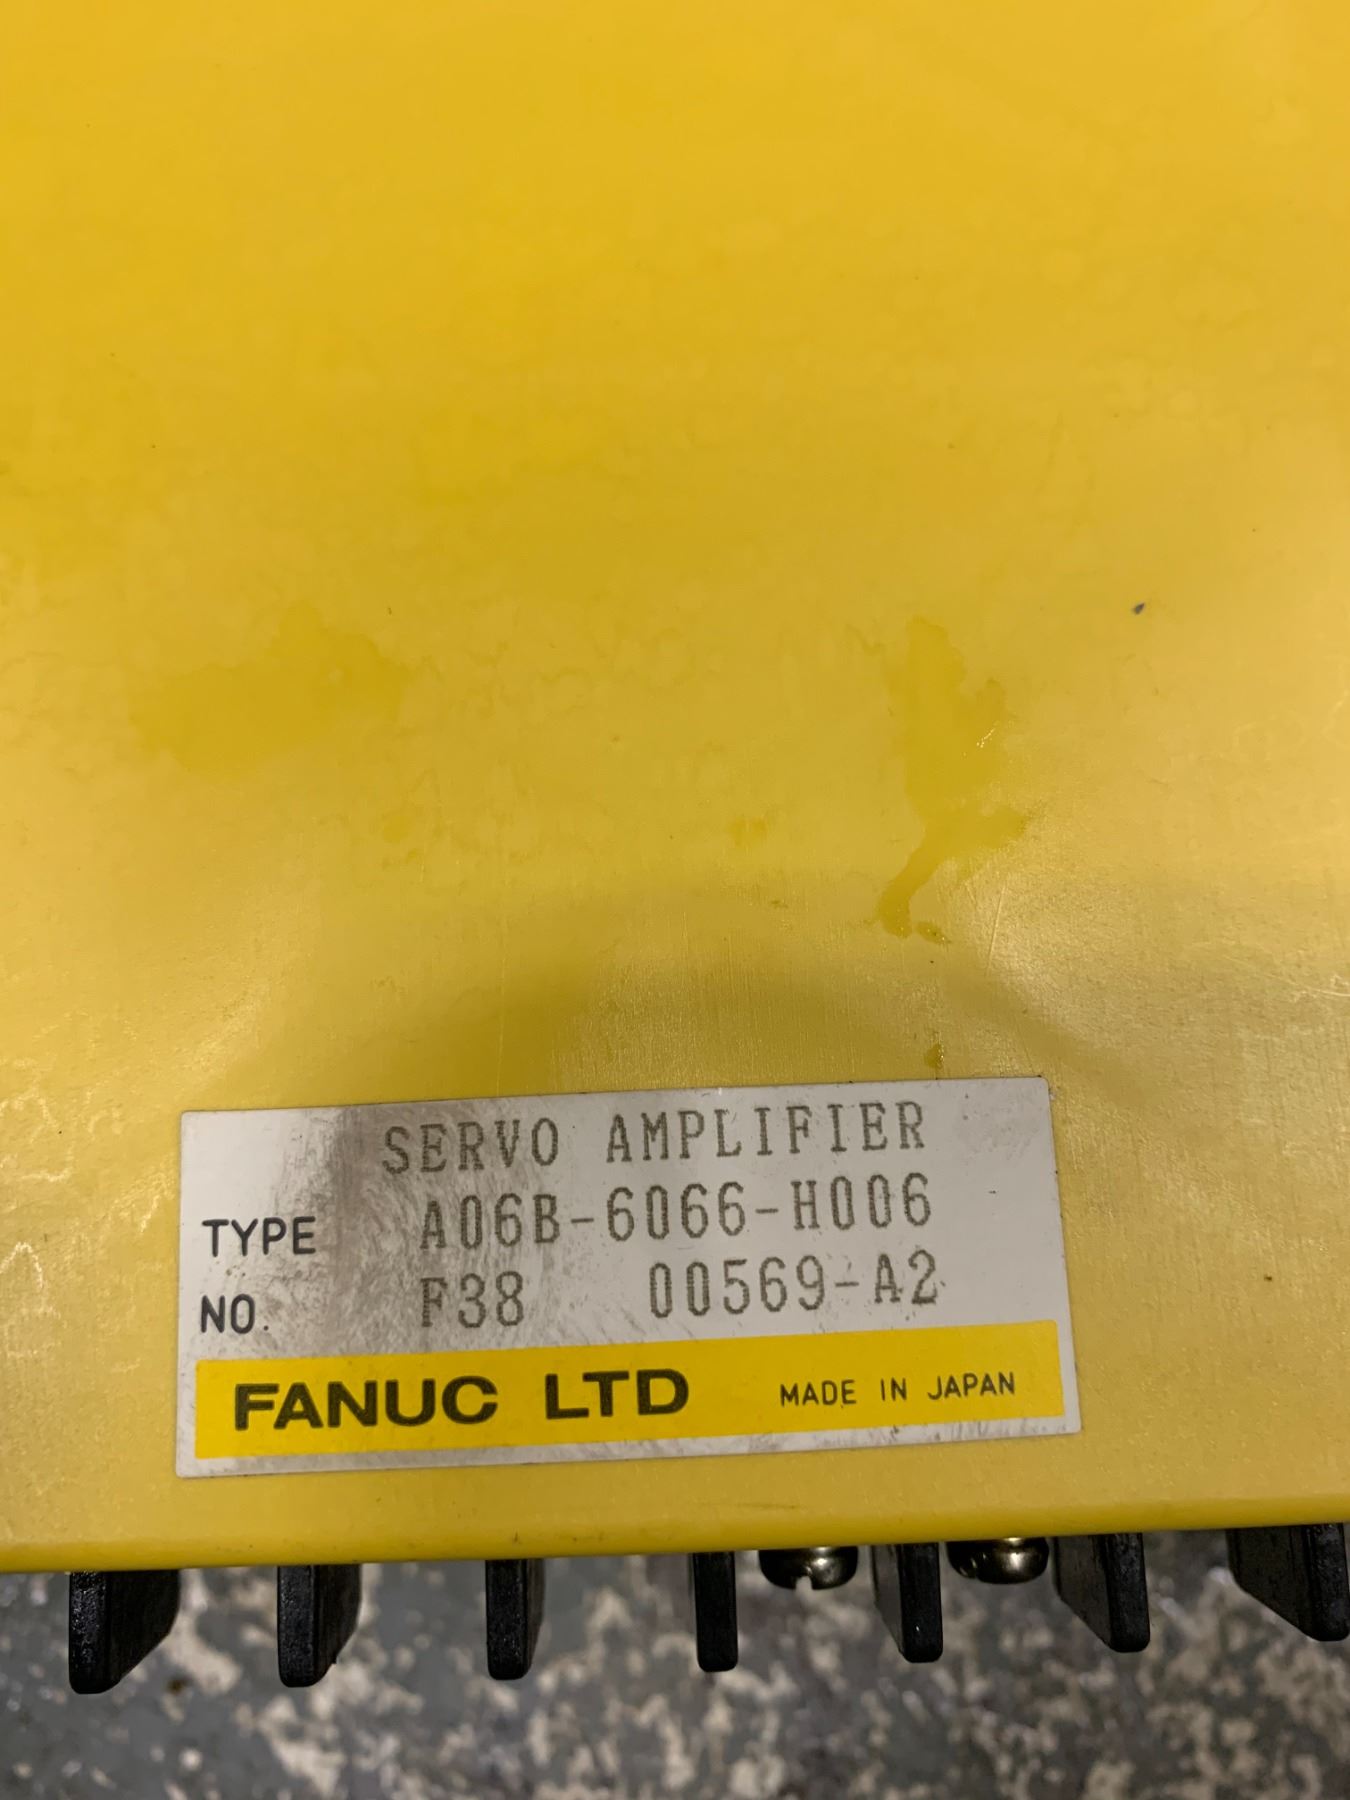 SERVO AMPLIFIER
TYPE A06B-6066-H006
NO. F38 00569-A2
FANUC LTD MADE IN JAPAN